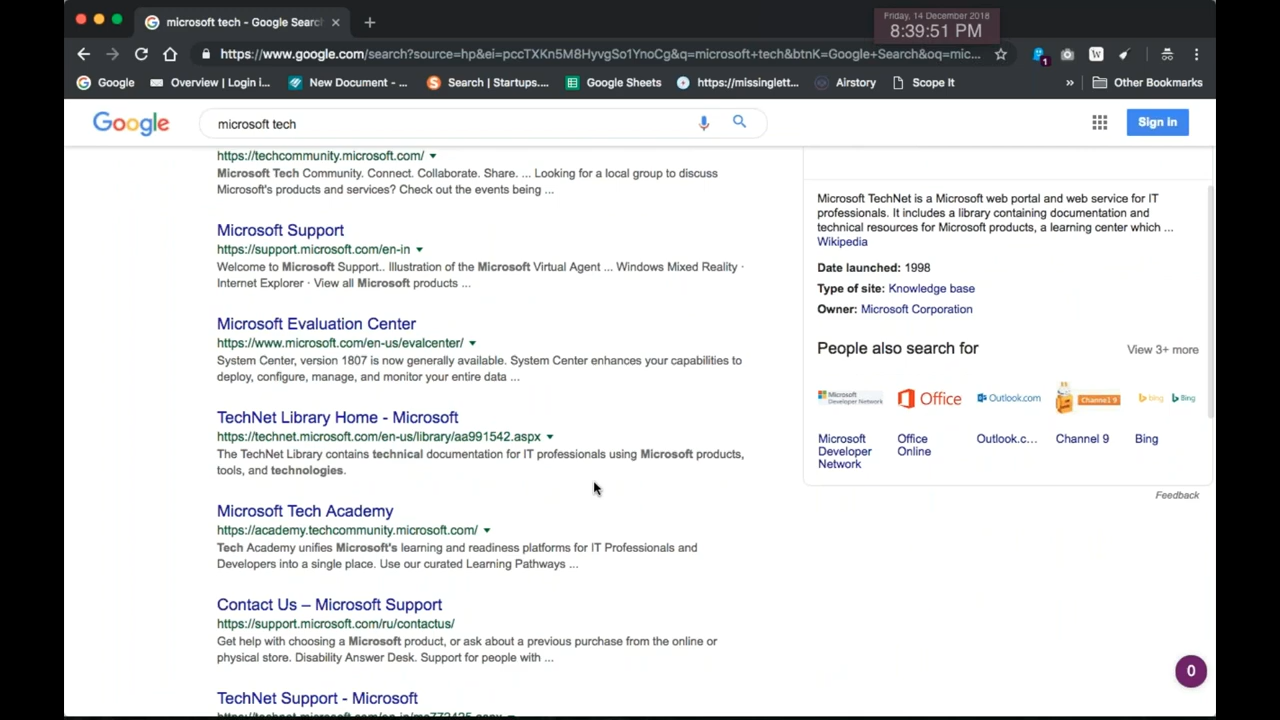 microsoft tech - Google Search
Friday, 14 December 2018
8:39:51 PM
https://www.google.com/search?source=hp&ei=pccTXKn5M8HyvgSo1YnoCg&q=microsoft+tech&btnK=Google+Search&oq=mic...
1
W
Google
Overview | Log i...
New Document - ...
Search | Startups....
Google Sheets
https://missinglett...
Airstory
Scope It
»
Other Bookmarks
Google
microsoft tech
Sign in
https://techcommunity.microsoft.com/
Microsoft Tech Community. Connect. Collaborate. Share. ... Looking for a local group to discuss
Microsoft's products and services? Check out the events being ...
Microsoft Support
https://support.microsoft.com/en-in
Welcome to Microsoft Support.. Illustration of the Microsoft Virtual Agent ... Windows Mixed Reality ·
Internet Explorer · View all Microsoft products ...
Microsoft Evaluation Center
https://www.microsoft.com/en-us/evalcenter/
System Center, version 1807 is now generally available. System Center enhances your capabilities to
deploy, configure, manage, and monitor your entire data ...
TechNet Library Home - Microsoft
https://technet.microsoft.com/en-us/library/aa991542.aspx
The TechNet Library contains technical documentation for IT professionals using Microsoft products,
tools, and technologies.
Microsoft Tech Academy
https://academy.techcommunity.microsoft.com/
Tech Academy unifies Microsoft's learning and readiness platforms for IT Professionals and
Developers into a single place. Use our curated Learning Pathways ...
Contact Us – Microsoft Support
https://support.microsoft.com/ru/contactus/
Get help with choosing a Microsoft product, or ask about a previous purchase from the online or
physical store. Disability Answer Desk. Support for people with ...
TechNet Support - Microsoft
Microsoft TechNet is a Microsoft web portal and web service for IT
professionals. It includes a library containing documentation and
technical resources for Microsoft products, a learning center which ...
Wikipedia
Date launched: 1998
Type of site: Knowledge base
Owner: Microsoft Corporation
People also search for
View 3+ more
Microsoft
Developer Network
Office
Outlook.com
Channel 9
bing
Bing
Microsoft
Developer
Network
Office
Online
Outlook.c...
Channel 9
Bing
Feedback
0